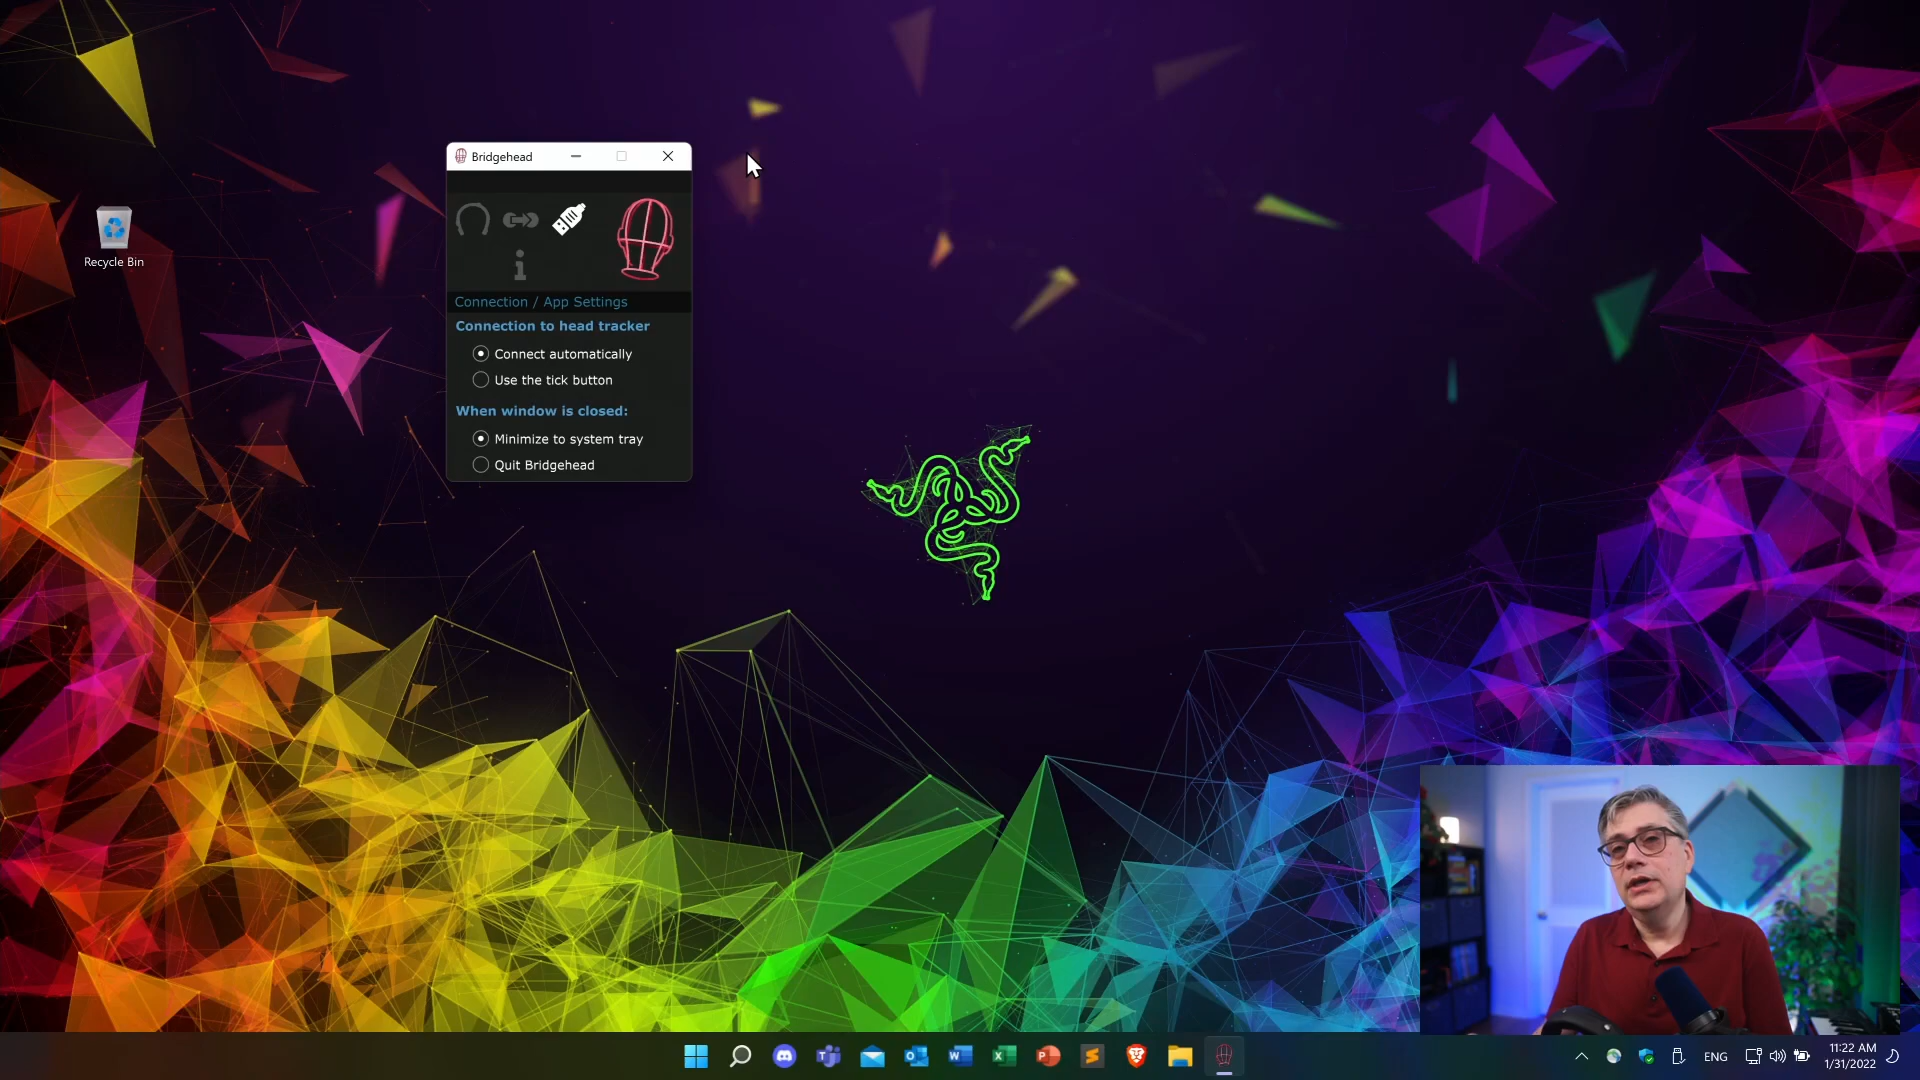 Recycle Bin
Bridgehead
Connection / App Settings
Connection to head tracker
Connect automatically
Use the tick button
When window is closed:
Minimize to system tray
Quit Bridgehead
ENG
11:22 AM
1/31/2022